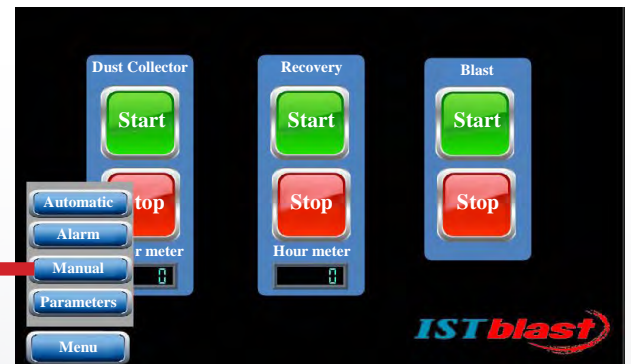 Dust Collector
Start
top
r meter
0
Recovery
Start
Stop
Hour meter
0
Blast
Start
Stop
Automatic
Alarm
Manual
Parameters
Menu
ISTblast